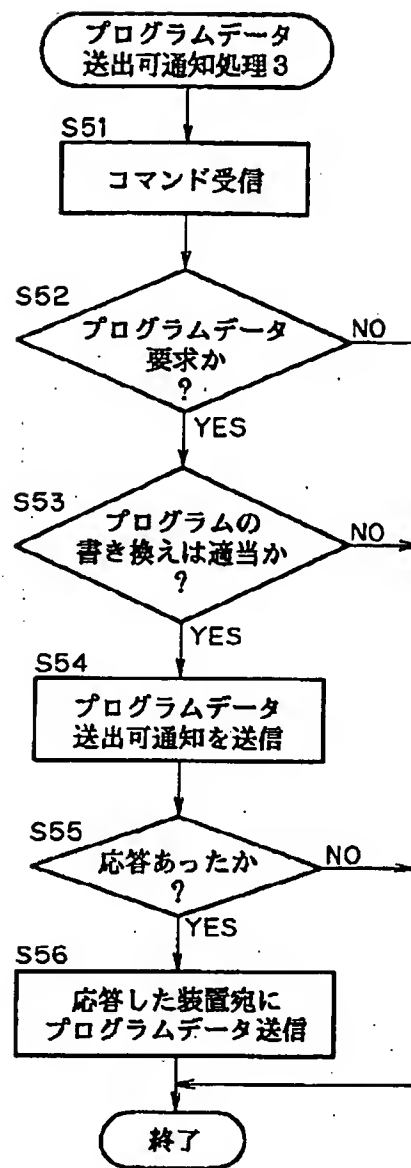 プログラムデータ
送出可通知処理3
S51
コマンド受信
S52
プログラムデータ
要求か
?
NO
YES
S53
プログラムの
書き換えは適当か
?
NO
YES
S54
プログラムデータ
送出可通知を送信
S55
応答あったか
?
NO
YES
S56
応答した装置宛に
プログラムデータ送信
終了